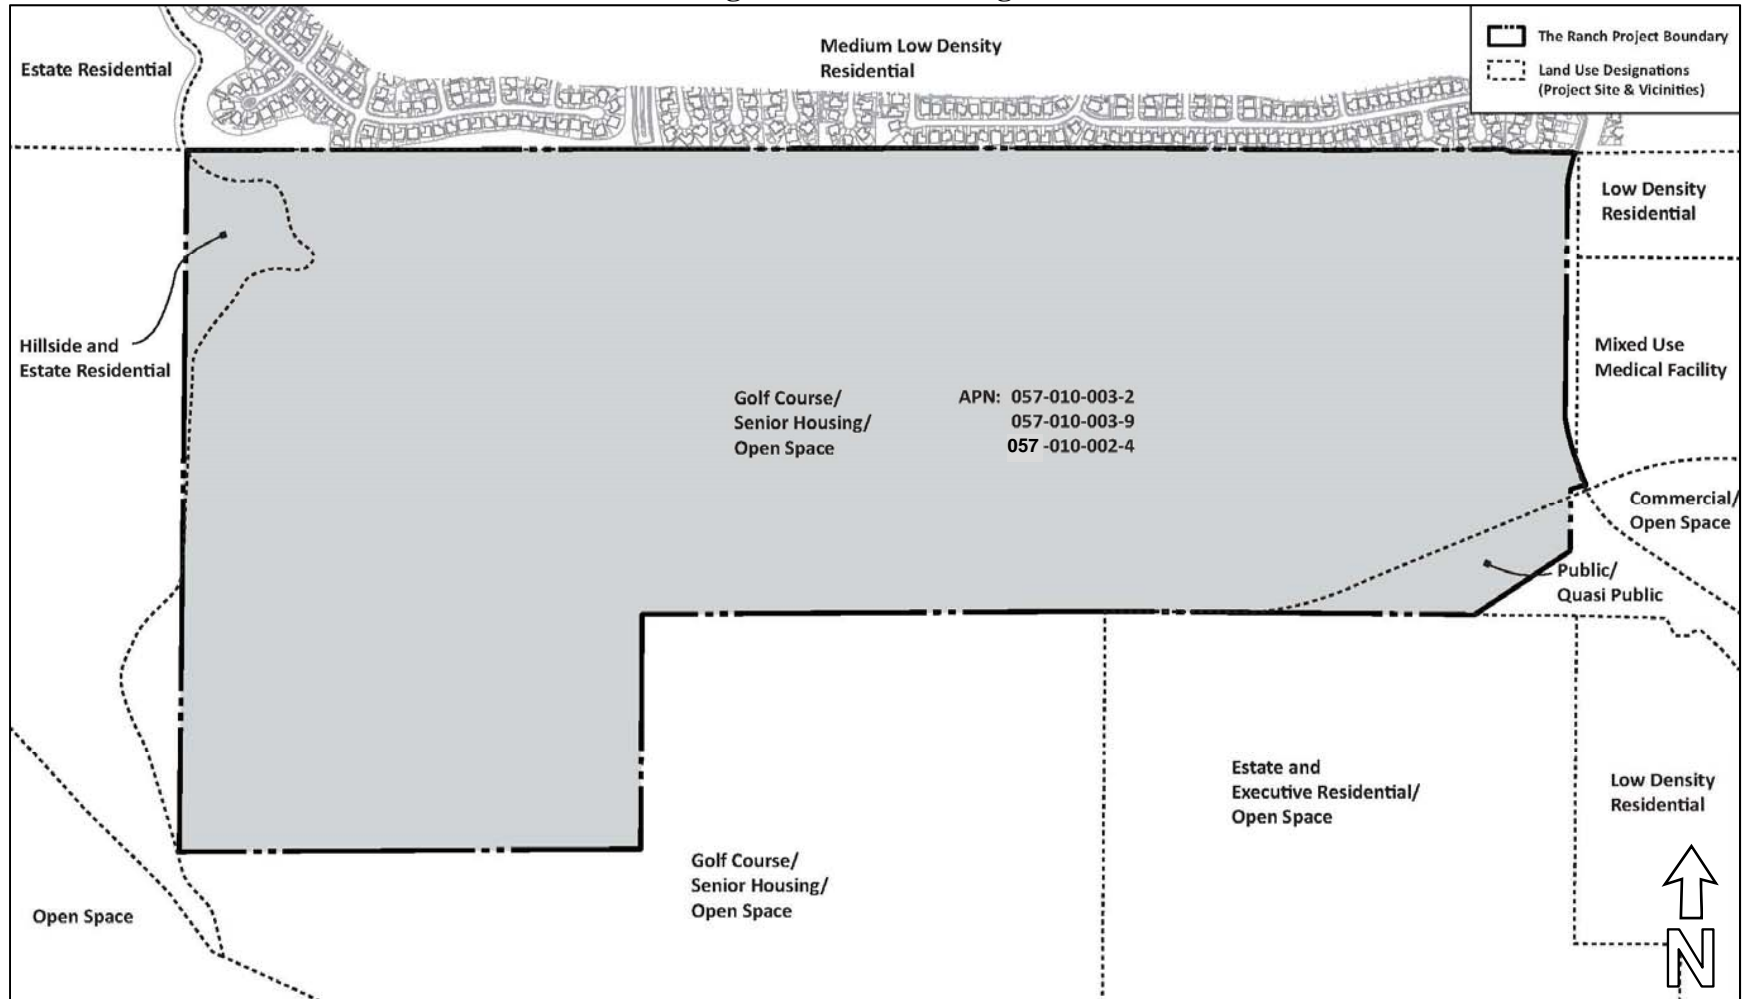 The Ranch Project Boundary
Land Use Designations
(Project Site & Vicinities)
Estate Residential
Medium Low Density
Residential
Low Density
Residential
Hillside and
Estate Residential
Mixed Use
Medical Facility
Golf Course/
Senior Housing/
Open Space
APN: 057-010-003-2
057-010-003-9
057-010-002-4
Commercial/
Open Space
Public/
Quasi Public
Estate and
Executive Residential/
Open Space
Low Density
Residential
Golf Course/
Senior Housing/
Open Space
Open Space
N